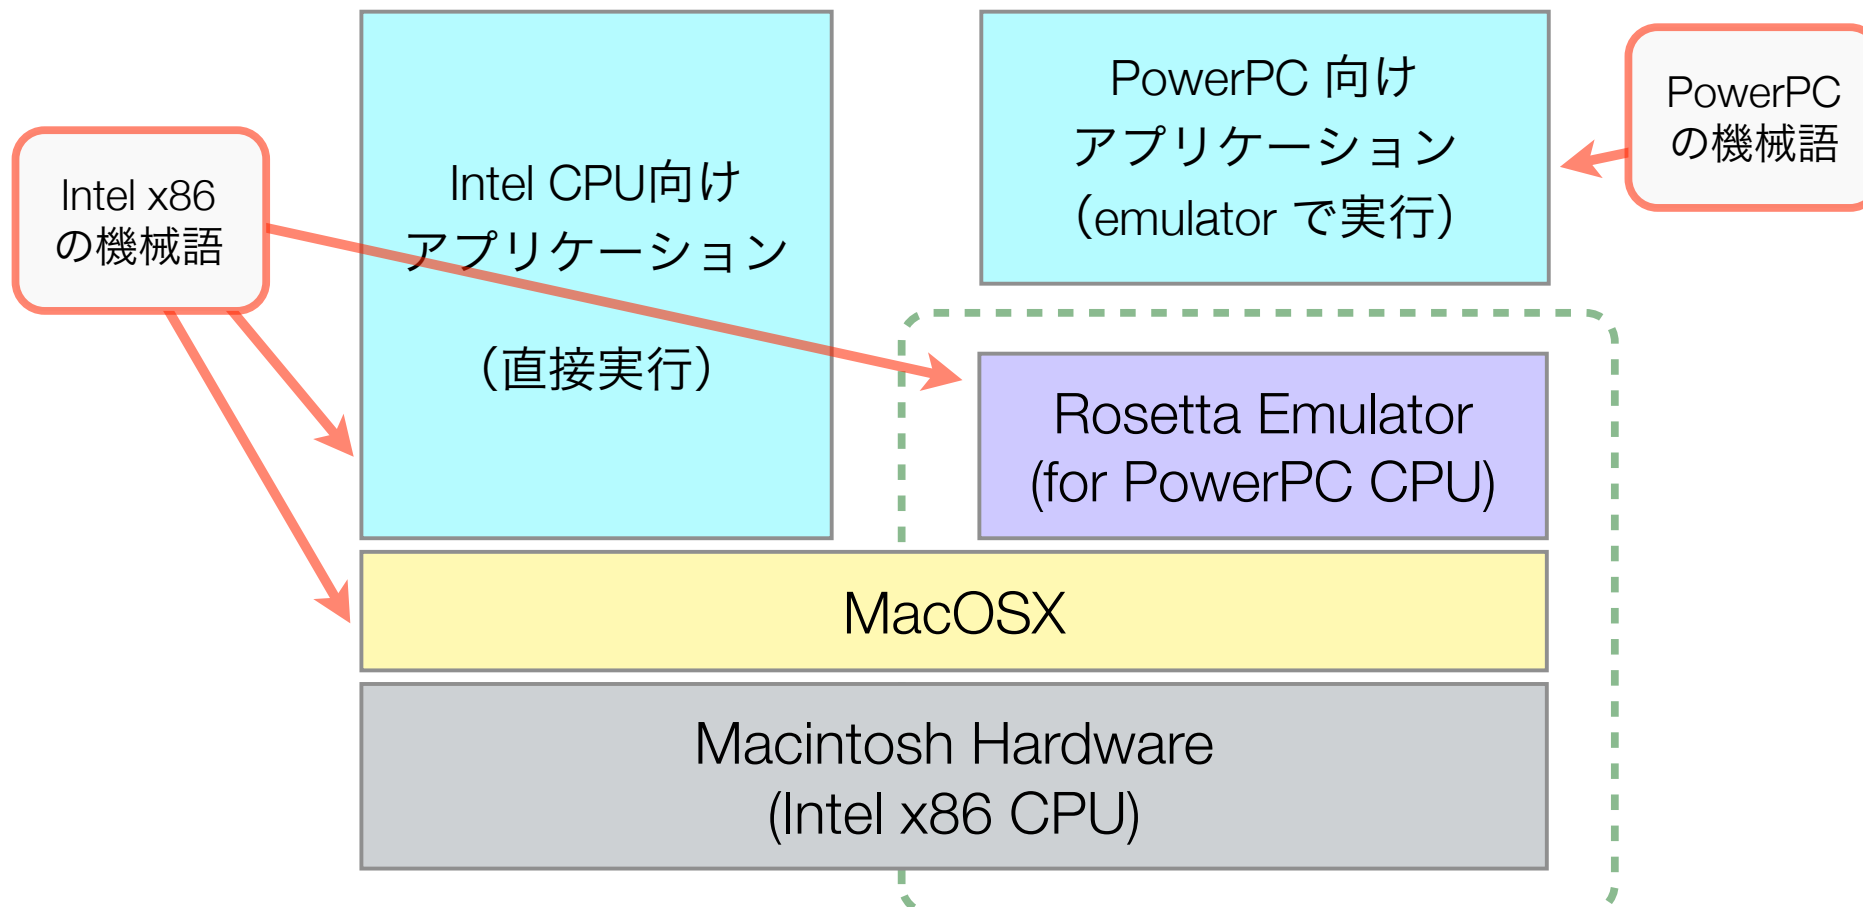 Intel x86
の機械語
Intel CPU向け
アプリケーション
（直接実行）
PowerPC 向け
アプリケーション
（emulator で実行）
PowerPC
の機械語
Rosetta Emulator
(for PowerPC CPU)
MacOSX
Macintosh Hardware
(Intel x86 CPU)